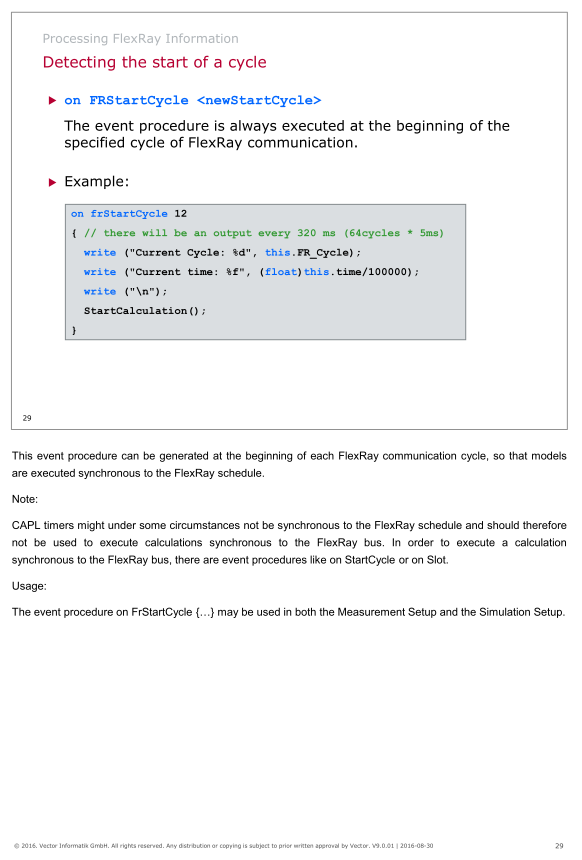 Processing FlexRay Information
Detecting the start of a cycle
on FRStartCycle <newStartCycle>
The event procedure is always executed at the beginning of the
specified cycle of FlexRay communication.
Example:
on frStartCycle 12
{ // there will be an output every 320 ms (64cycles * 5ms)
write ("Current Cycle: %d", this.FR_Cycle);
write ("Current time: %f", (float)this.time/100000);
write ("\n");
StartCalculation();
}
29
This event procedure can be generated at the beginning of each FlexRay communication cycle, so that models
are executed synchronous to the FlexRay schedule.
Note:
CAPL timers might under some circumstances not be synchronous to the FlexRay schedule and should therefore
not be used to execute calculations synchronous to the FlexRay bus. In order to execute a calculation
synchronous to the FlexRay bus, there are event procedures like on StartCycle or on Slot.
Usage:
The event procedure on FrStartCycle {…} may be used in both the Measurement Setup and the Simulation Setup.
© 2016. Vector Informatik GmbH. All rights reserved. Any distribution or copying is subject to prior written approval by Vector. V9.0.01 | 2016-08-30
29